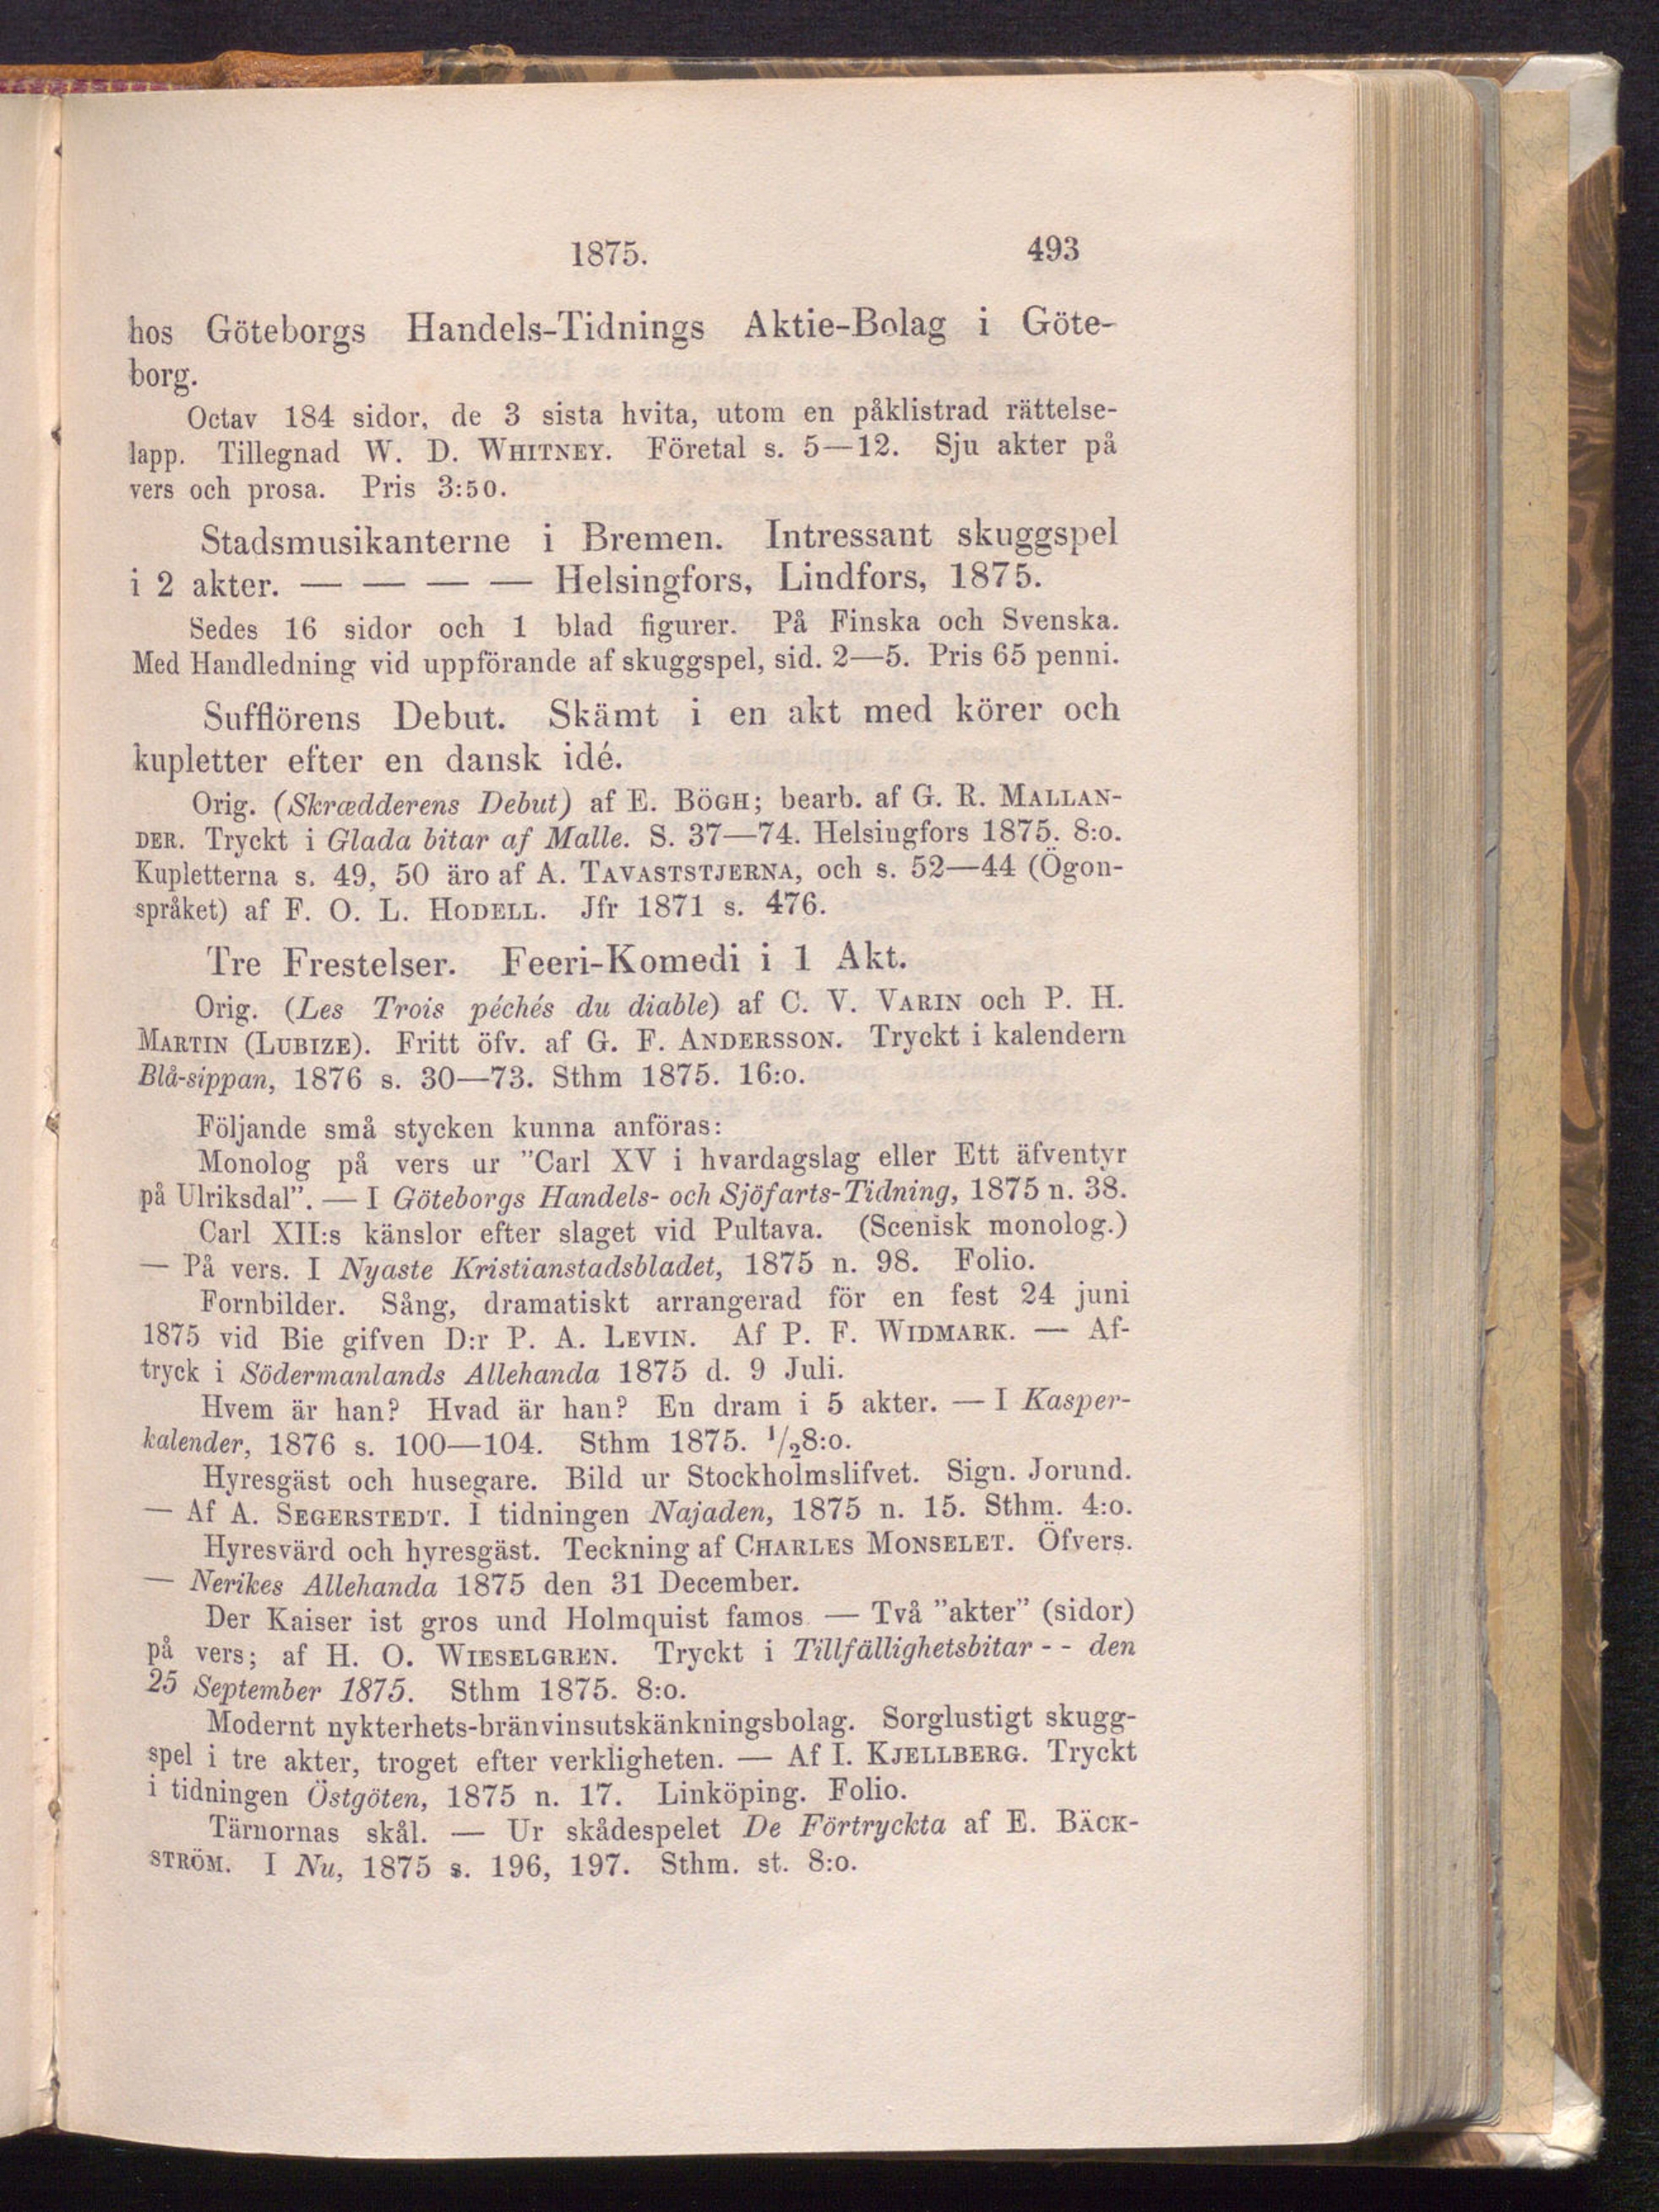 1875. 493
hos Göteborgs Handels-Tidnings Aktie-Bolag i Göte-
borg.
Octav 184 sidor, de 3 sista hvita, utom en påklistrad rättelse-
lapp. Tillegnad W. D. WHITNEY. Företal s. 5—12. Sju akter på
vers och prosa. Pris 3:50.
Stadsmusikanterne i Bremen. Intressant skuggspel
i 2 akter. — — — — Helsingfors, Lindfors, 1875.
Sedes 16 sidor och 1 blad figurer. På Finska och Svenska.
Med Handledning vid uppförande af skuggspel, sid. 2—5. Pris 65 penni.
Sufflörens Debut. Skämt i en akt med körer och
kupletter efter en dansk idé.
Orig. (Skrædderens Debut) af E. BÖGH; bearb. af G. R. MALLAN-
DER. Tryckt i Glada bitar af Malle. S. 37—74. Helsingfors 1875. 8:o.
Kupletterna s. 49, 50 äro af A. TAVASTSTJERNA, och s. 52—44 (Ögon-
språket) af F. O. L. HODELL. Jfr 1871 s. 476.
Tre Frestelser. Feeri-Komedi i 1 Akt.
Orig. (Les Trois péchés du diable) af C. V. VARIN och P. H.
MARTIN (LUBIZE). Fritt öfv. af G. F. ANDERSSON. Tryckt i kalendern
Blå-sippan, 1876 s. 30—73. Sthm 1875. 16:o.
Följande små stycken kunna anföras:
Monolog på vers ur ”Carl XV i hvardagslag eller Ett äfventyr
på Ulriksdal”. — I Göteborgs Handels- och Sjöfarts-Tidning, 1875 n. 38.
Carl XII:s känslor efter slaget vid Pultava. (Scenisk monolog.)
— På vers. I Nyaste Kristianstadsbladet, 1875 n. 98. Folio.
Fornbilder. Sång, dramatiskt arrangerad för en fest 24 juni
1875 vid Bie gifven D:r P. A. LEVIN. Af P. F. WIDMARK. — Af-
tryck i Södermanlands Allehanda 1875 d. 9 Juli.
Hvem är han? Hvad är han? En dram i 5 akter. — I Kasper-
kalender, 1876 s. 100—104. Sthm 1875. 1/28:o.
Hyresgäst och husegare. Bild ur Stockholmslifvet. Sign. Jorund.
— Af A. SEGERSTEDT. I tidningen Najaden, 1875 n. 15. Sthm. 4:o.
Hyresvärd och hyresgäst. Teckning af CHARLES MONSELET. Öfvers.
— Nerikes Allehanda 1875 den 31 December.
Der Kaiser ist gros und Holmquist famos — Två ”akter” (sidor)
på vers; af H. O. WIESELGREN. Tryckt i Tillfällighetsbitar - - den
25 September 1875. Sthm 1875. 8:o.
Modernt nykterhets-bränvinsutskänkningsbolag. Sorglustigt skugg-
spel i tre akter, troget efter verkligheten. — Af I. KJELLBERG. Tryckt
i tidningen Östgöten, 1875 n. 17. Linköping. Folio.
Tärnornas skål. — Ur skådespelet De Förtryckta af E. BÄCK-
STRÖM. I Nu, 1875 s. 196, 197. Sthm. st. 8:o.